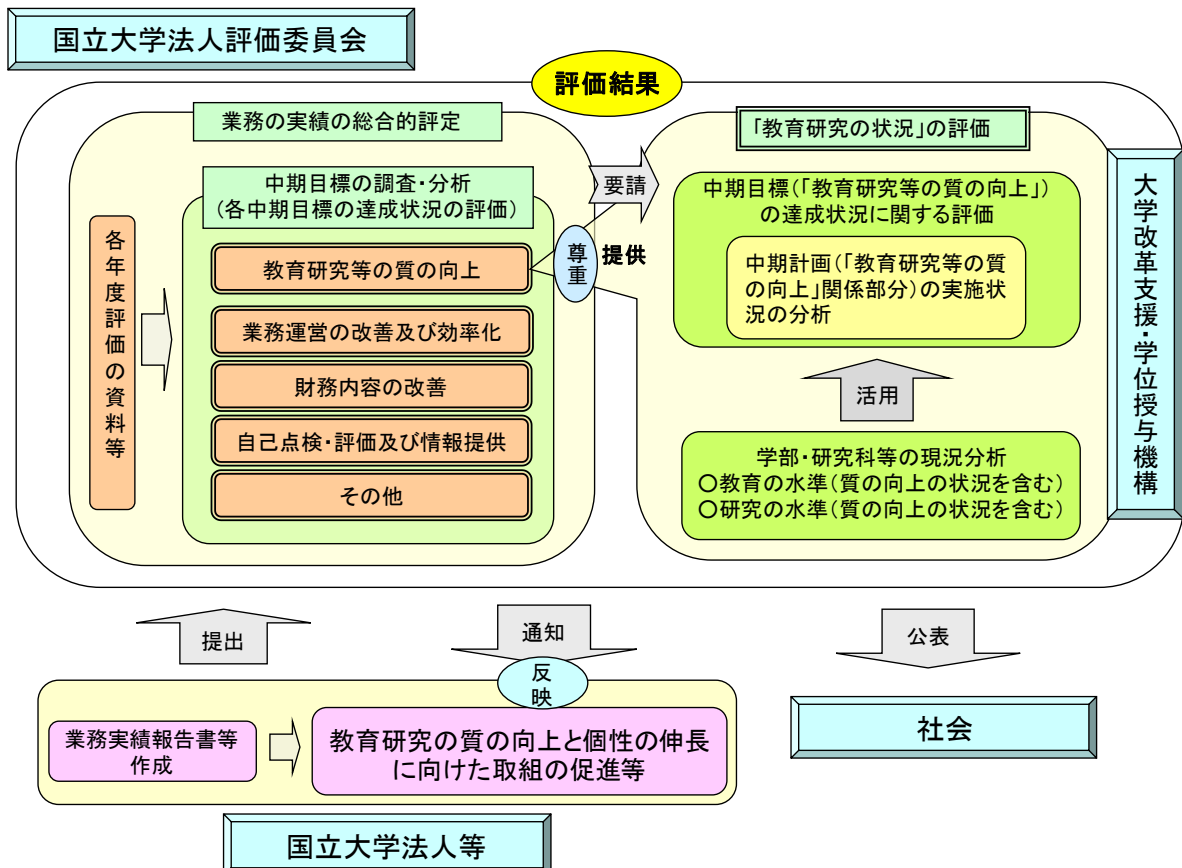 国立大学法人評価委員会
評価結果
業務の実績の総合的評定
中期目標の調査・分析
（各中期目標の達成状況の評価）
各年度評価の資料等
教育研究等の質の向上
業務運営の改善及び効率化
財務内容の改善
自己点検・評価及び情報提供
その他
要請
尊重
提供
「教育研究の状況」の評価
中期目標（「教育研究等の質の向上」）
の達成状況に関する評価
中期計画（「教育研究等の質
の向上」関係部分）の実施状
況の分析
活用
学部・研究科等の現況分析
○教育の水準（質の向上の状況を含む）
○研究の水準（質の向上の状況を含む）
大学改革支援・学位授与機構
提出
通知
公表
反映
業務実績報告書等
作成
教育研究の質の向上と個性の伸長
に向けた取組の促進等
社会
国立大学法人等